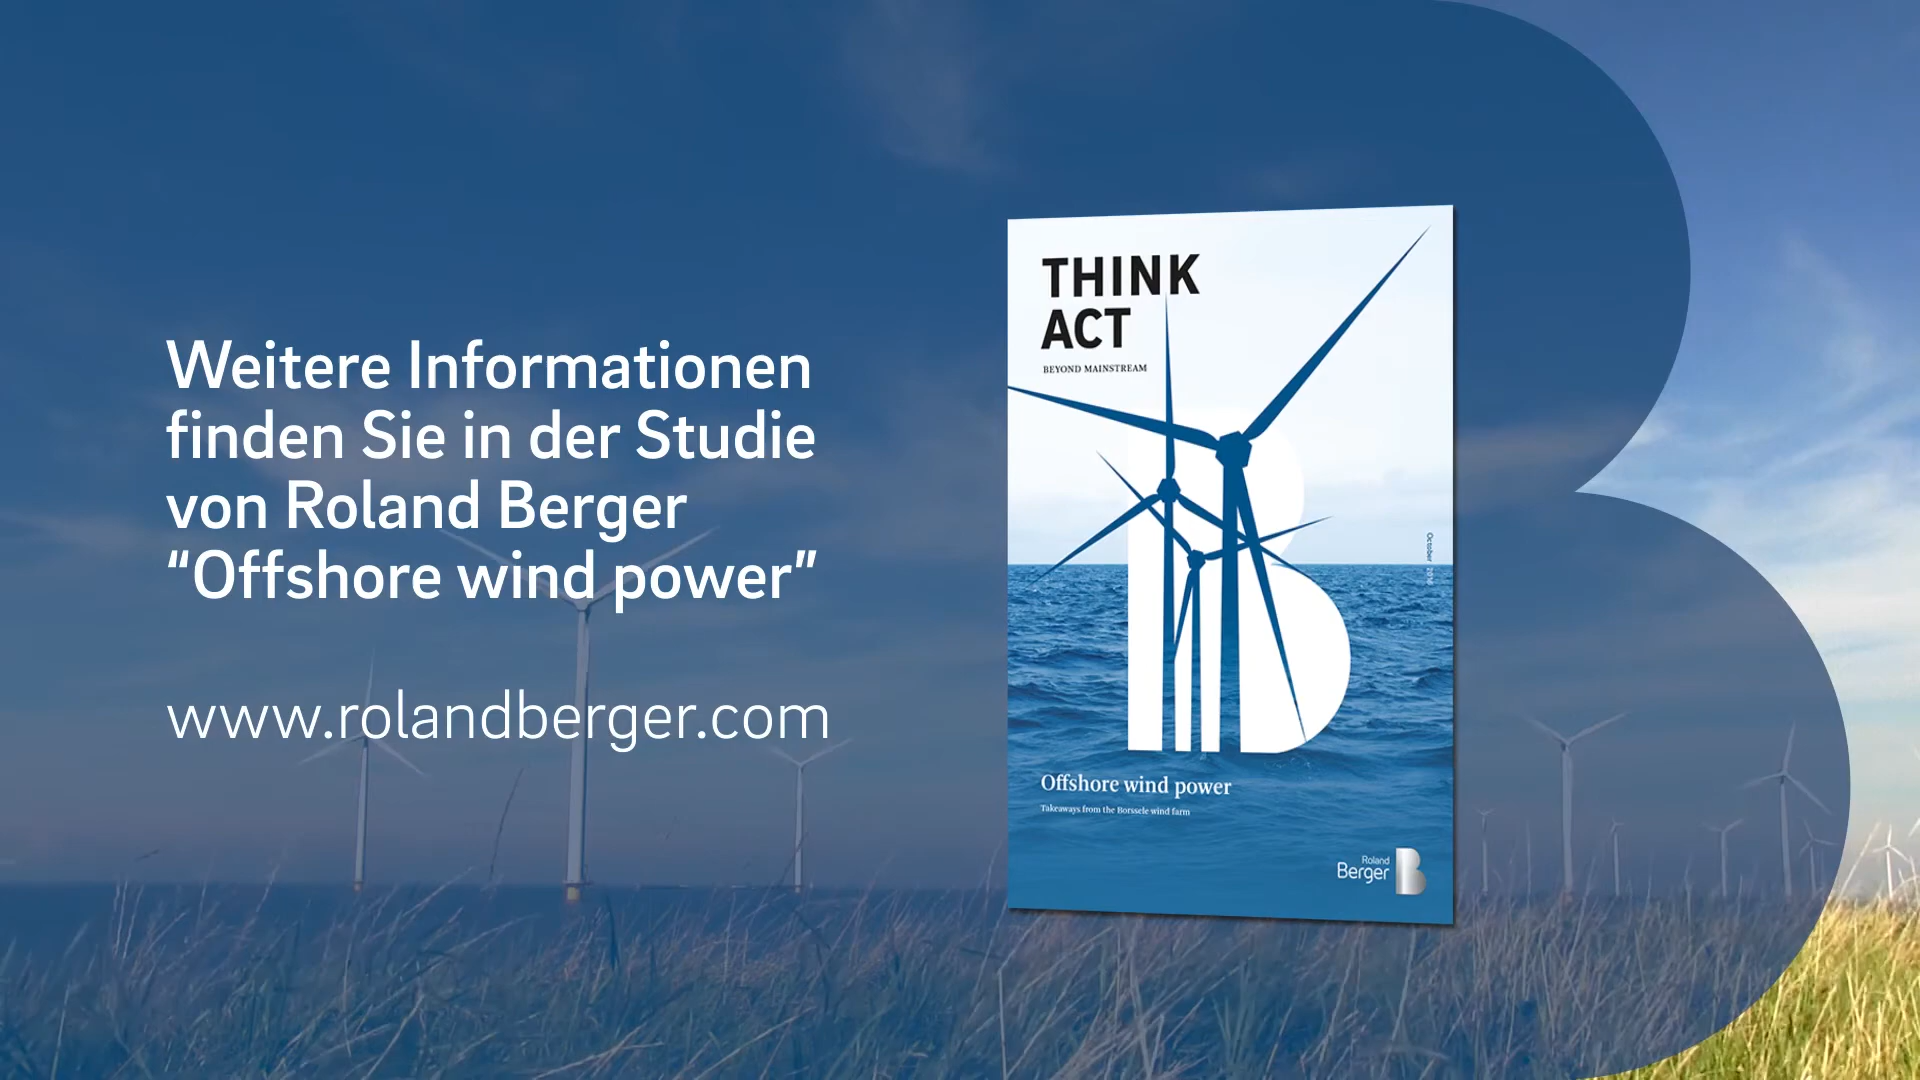 Weitere Informationen
finden Sie in der Studie
von Roland Berger
“Offshore wind power”
www.rolandberger.com
THINK
ACT
BEYOND MAINSTREAM
Offshore wind power
Takeaways from the Borssele wind farm
Roland
Berger